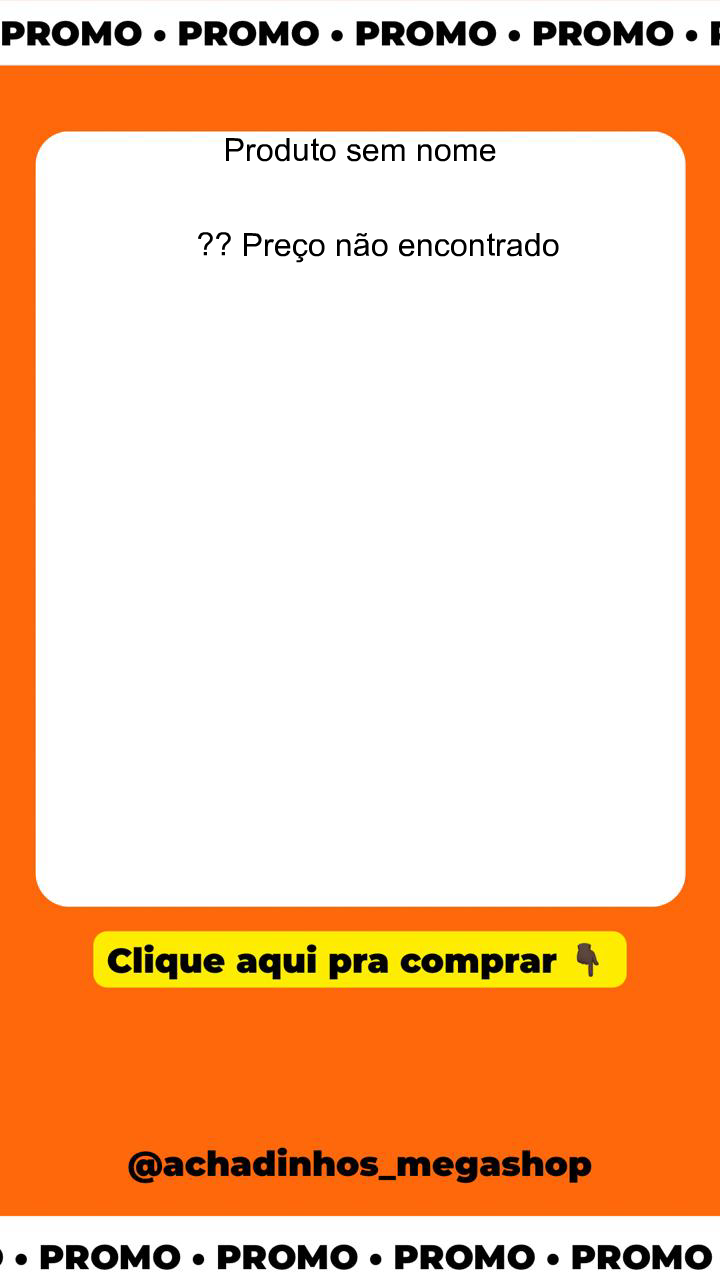 PROMO • PROMO • PROMO • PROMO •
Produto sem nome
?? Preço não encontrado
Clique aqui pra comprar 👇🏿
@achadinhos_megashop
• PROMO • PROMO • PROMO • PROMO